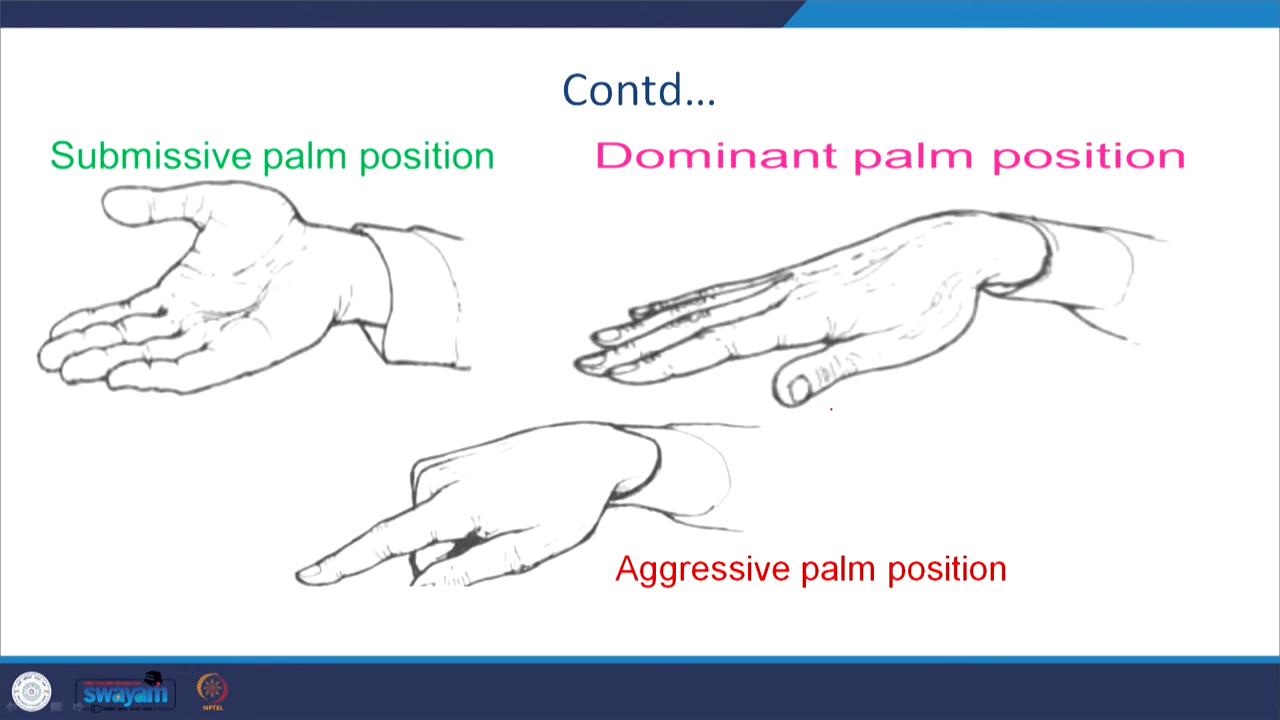 Contd...
Submissive palm position
Dominant palm position
Aggressive palm position
swayam
NPTEL